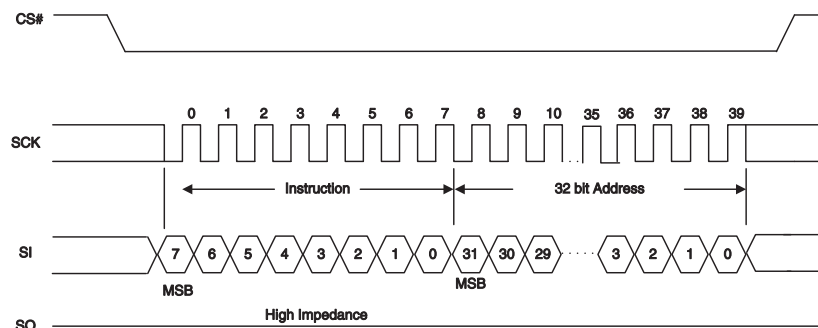 CS#
0 1 2 3 4 5 6 7 8 9 10 35 36 37 38 39
SCK
Instruction 32 bit Address
SI 7 6 5 4 3 2 1 0 31 30 29 3 2 1 0
MSB MSB
High Impedance
SO